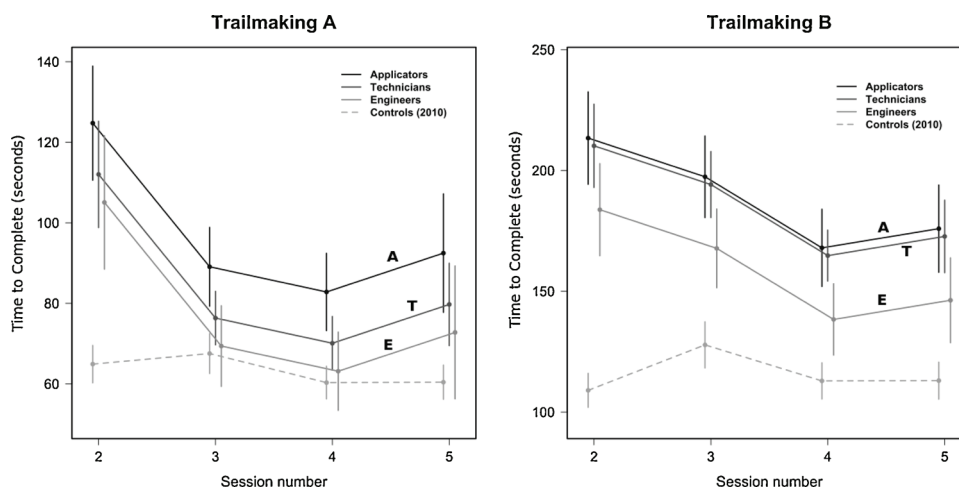 Trailmaking A
Time to Complete (seconds)
140
120
100
80
60
Applicators
Technicians
Engineers
Controls (2010)
A
T
E
2 3 4 5
Session number
Trailmaking B
Time to Complete (seconds)
250
200
150
100
Applicators
Technicians
Engineers
Controls (2010)
A
T
E
2 3 4 5
Session number